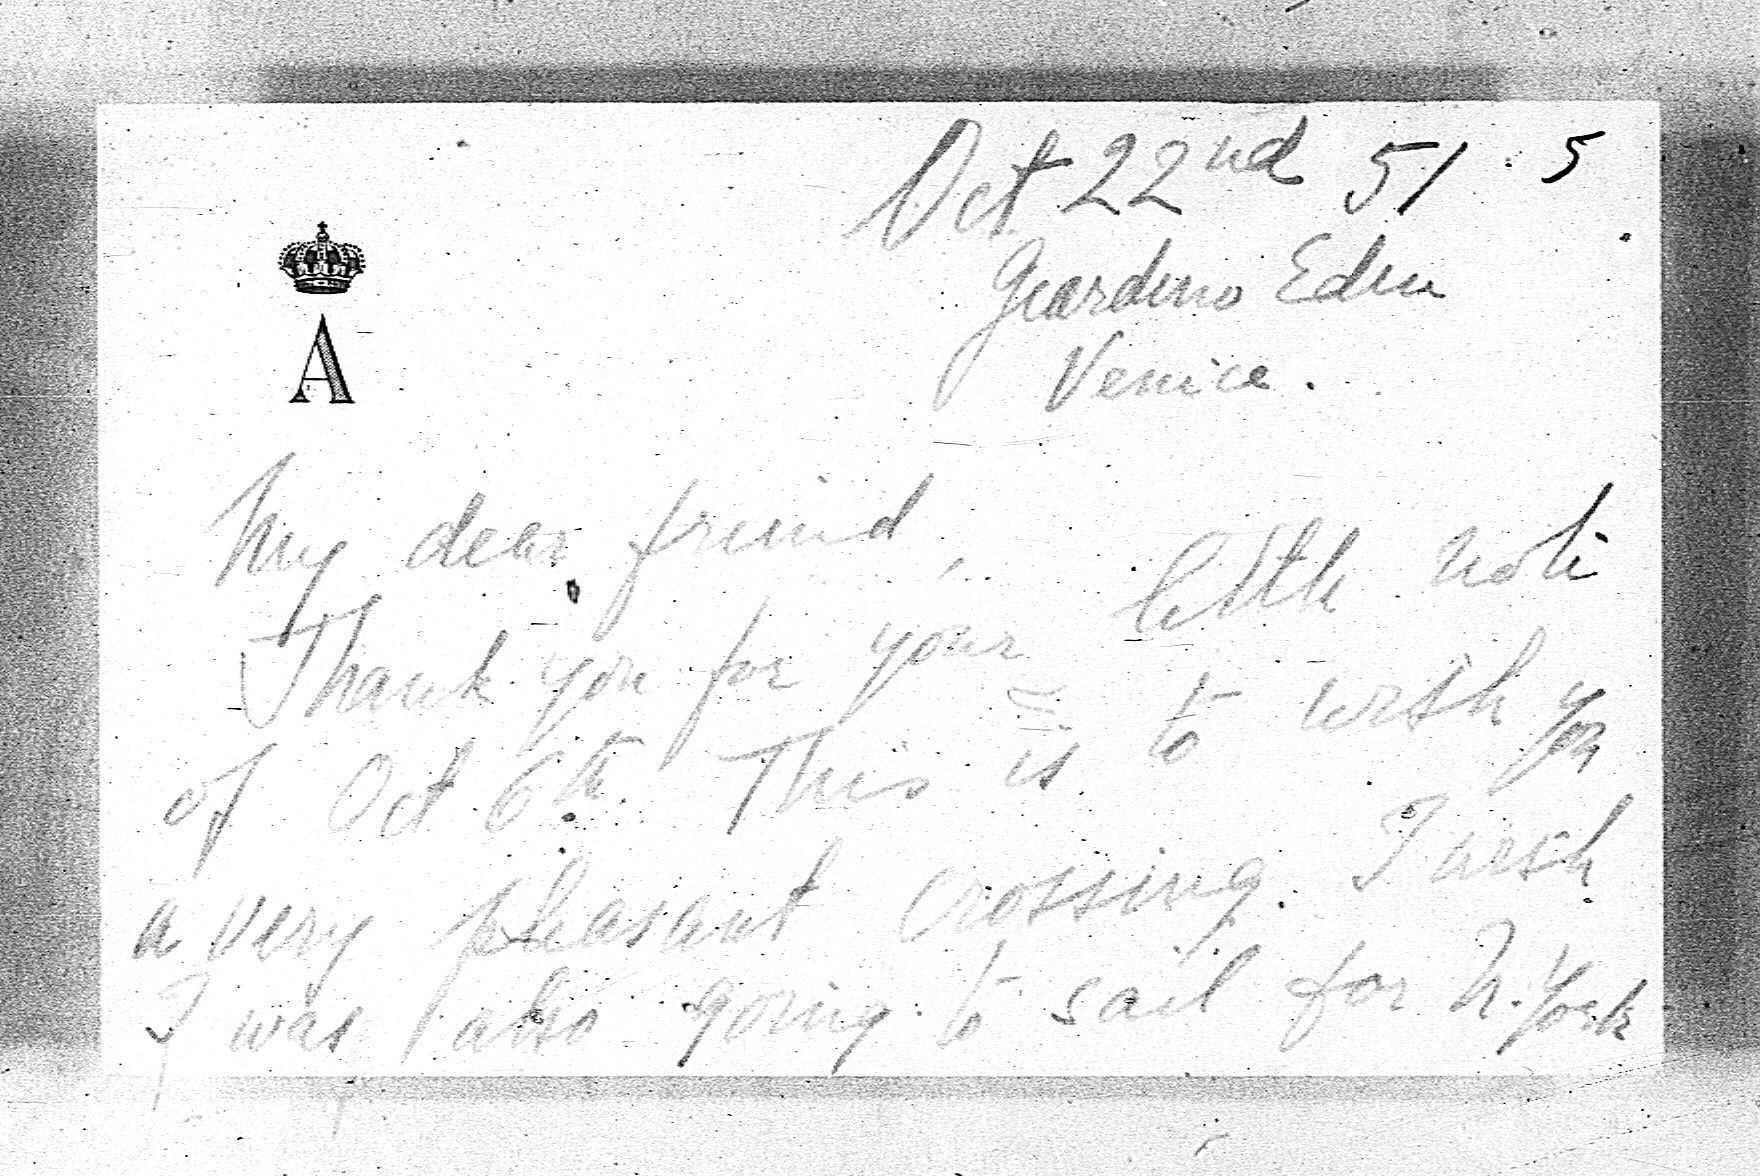 Oct 22nd 51 5
Giardino Eden
Venice.
A
My dear friend,
Thank you for your little note
of Oct 6th. This is to wish you
a very pleasant crossing. I wish
I was also going to sail for N. York